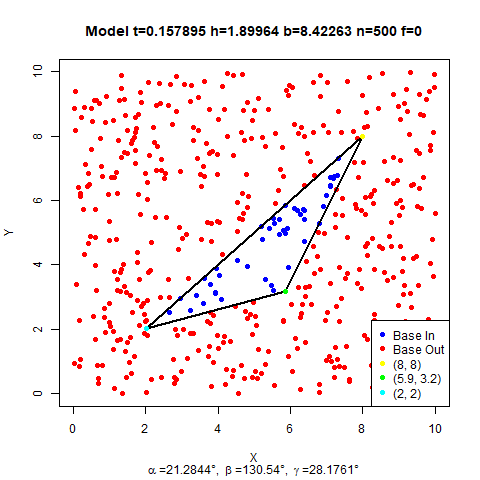 Model t=0.157895 h=1.89964 b=8.42263 n=500 f=0
10
8
6
4
2
0
Y
Base In
Base Out
(8, 8)
(5.9, 3.2)
(2, 2)
0 2 4 6 8 10
X
α=21.2844°, β=130.54°, γ=28.1761°